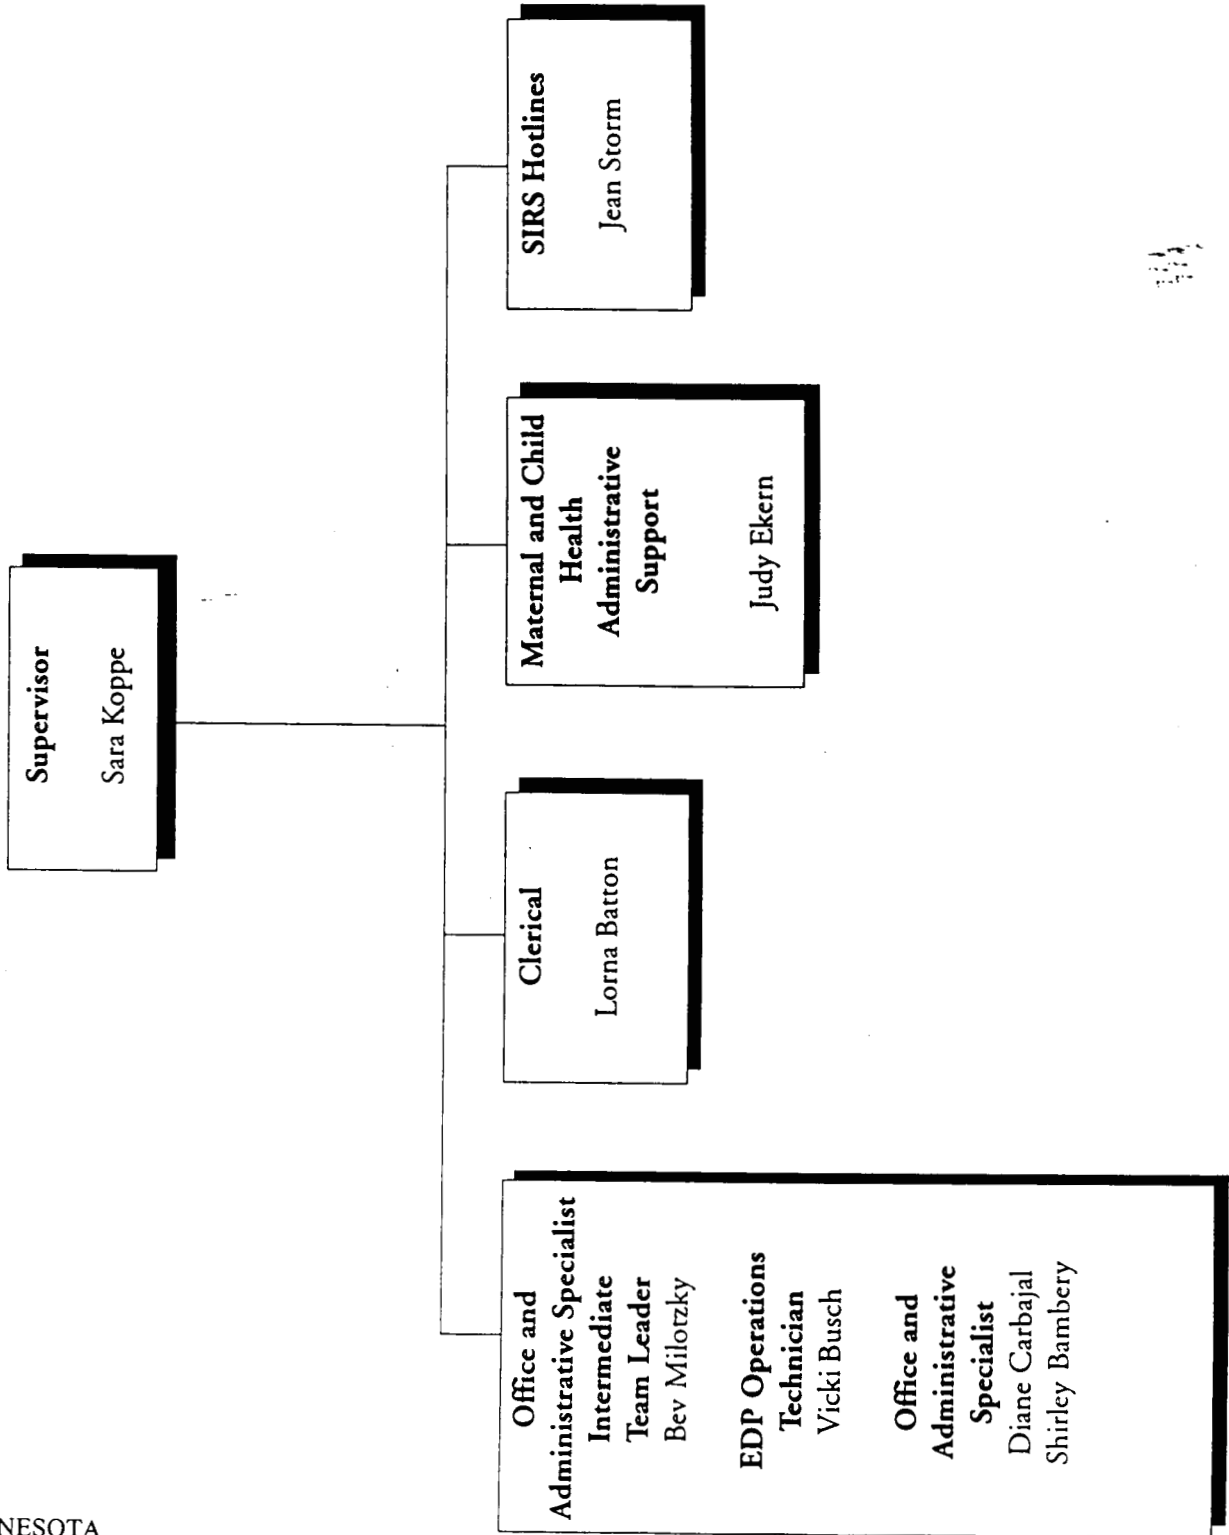 Supervisor
Sara Koppe
Office and
Administrative Specialist
Intermediate
Team Leader
Bev Milotzky
EDP Operations
Technician
Vicki Busch
Office and
Administrative
Specialist
Diane Carbajal
Shirley Bambery
Clerical
Lorna Batton
Maternal and Child
Health
Administrative
Support
Judy Ekern
SIRS Hotlines
Jean Storm